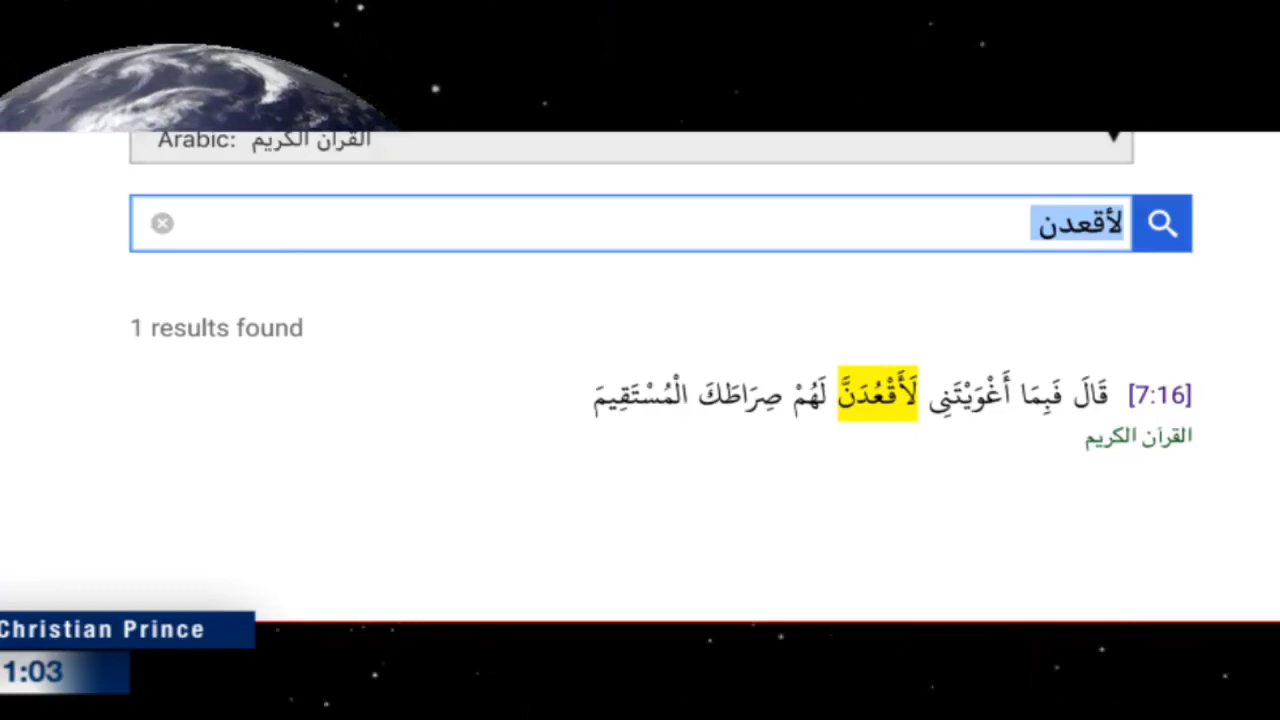 Arabic: القرآن الكريم
لأقعدن
1 results found
[7:16] قَالَ فَبِمَا أَغْوَيْتَنِى لَأَقْعُدَنَّ لَهُمْ صِرَاطَكَ الْمُسْتَقِيمَ
القرآن الكريم
Christian Prince
1:03